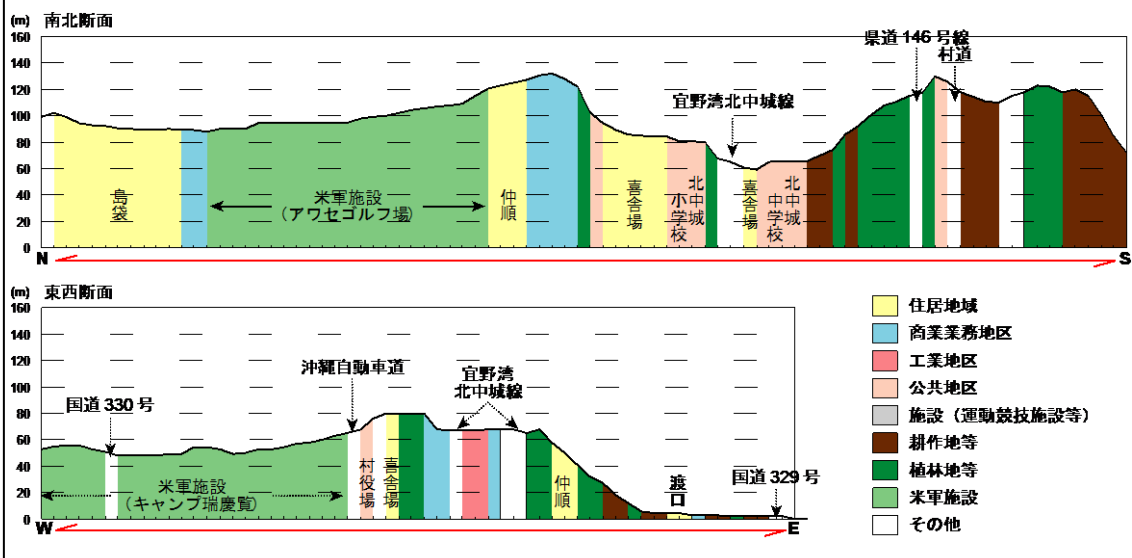 (m) 南北断面
160
140
120
100
80
60
40
20
0
県道146号線
村道
宜野湾北中城線
島袋
米軍施設
(アワセゴルフ場)
仲順
喜舎場
北中城
小学校
喜舎場
北中城
中学校
N
S
(m) 東西断面
160
140
120
100
80
60
40
20
0
国道330号
沖縄自動車道
宜野湾
北中城線
米軍施設
(キャンプ瑞慶覧)
村役場
喜舎場
仲順
渡口
国道329号
W
E
住居地域
商業業務地区
工業地区
公共地区
施設(運動競技施設等)
耕作地等
植林地等
米軍施設
その他